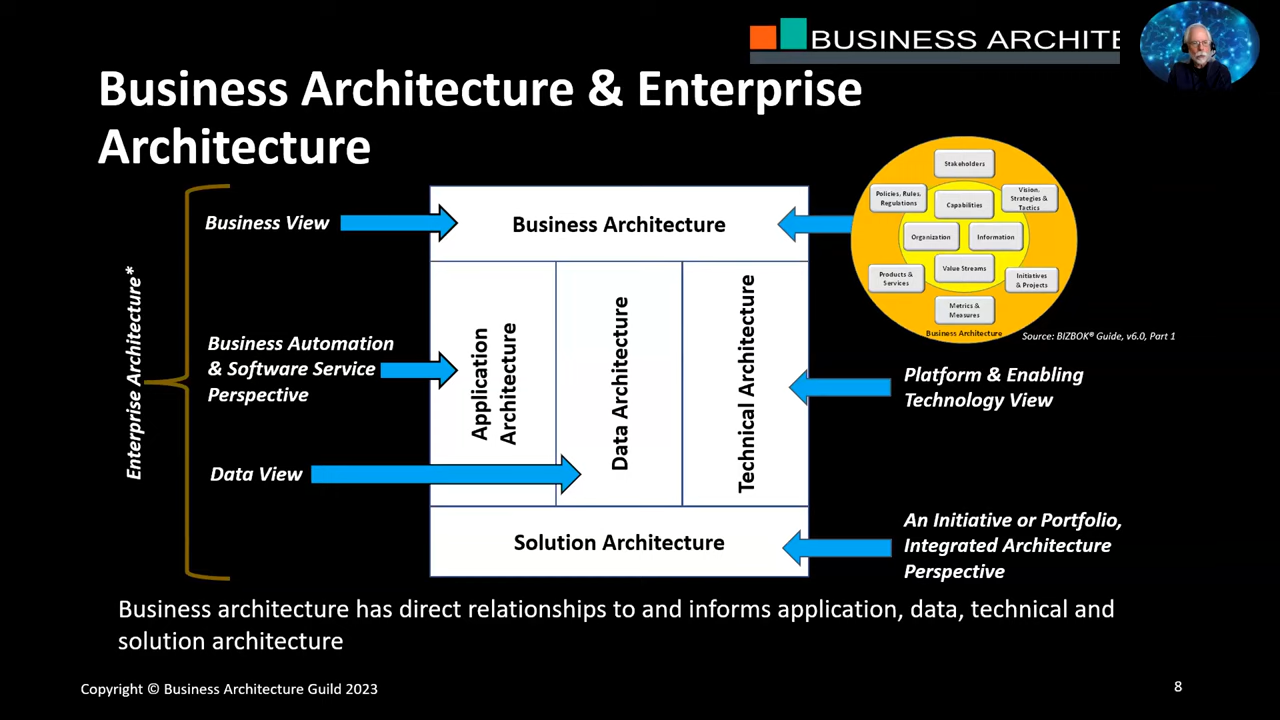 BUSINESS ARCHITE
Business Architecture & Enterprise
Architecture
Enterprise Architecture*
Business View
Business Automation
& Software Service
Perspective
Data View
Business Architecture
Application
Architecture
Data Architecture
Technical Architecture
Solution Architecture
Stakeholders
Policies, Rules,
Regulations
Capabilities
Vision,
Strategies &
Tactics
Organization
Information
Products &
Services
Value Streams
Initiatives
& Projects
Metrics &
Measures
Business Architecture
Source: BIZBOK® Guide, v6.0, Part 1
Platform & Enabling
Technology View
An Initiative or Portfolio,
Integrated Architecture
Perspective
Business architecture has direct relationships to and informs application, data, technical and
solution architecture
Copyright © Business Architecture Guild 2023
8